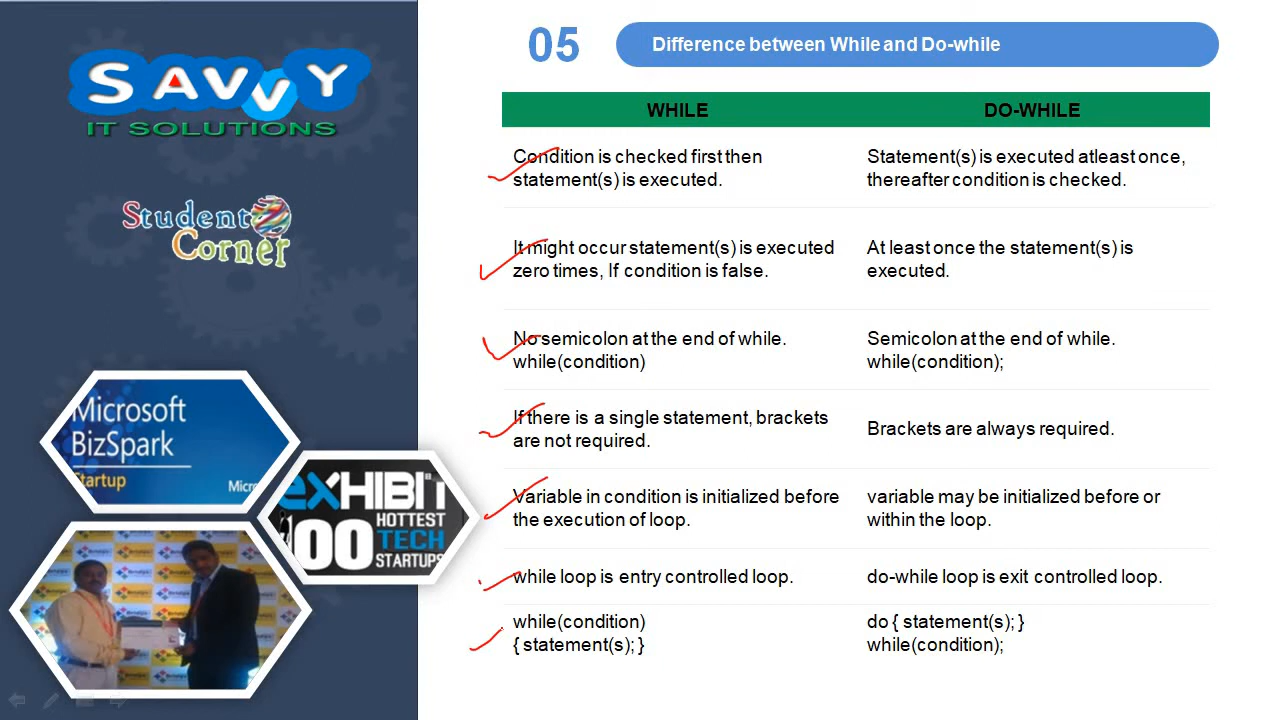 SAVVY
IT SOLUTIONS
Student
Corner
Microsoft
BizSpark
Startup
Micr
eXHIBIT
100 HOTTEST
TECH
STARTUPS
05
Difference between While and Do-while
WHILE DO-WHILE
Condition is checked first then
statement(s) is executed.
Statement(s) is executed atleast once,
thereafter condition is checked.
It might occur statement(s) is executed
zero times, If condition is false.
At least once the statement(s) is
executed.
No semicolon at the end of while.
while(condition)
Semicolon at the end of while.
while(condition);
If there is a single statement, brackets
are not required.
Brackets are always required.
Variable in condition is initialized before
the execution of loop.
variable may be initialized before or
within the loop.
while loop is entry controlled loop.
do-while loop is exit controlled loop.
while(condition)
{ statement(s); }
do { statement(s); }
while(condition);